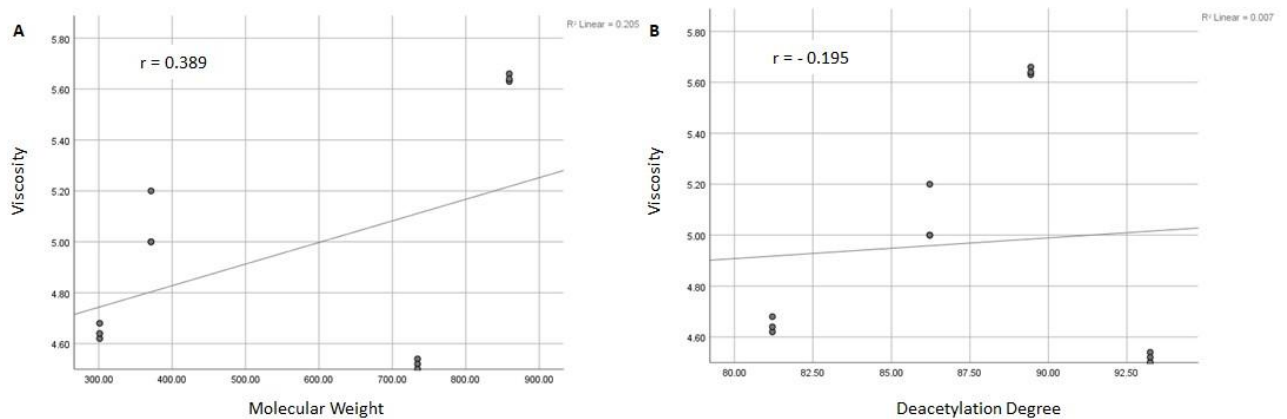 A
R² Linear = 0.205
r = 0.389
5.80
5.60
5.40
5.20
5.00
4.80
4.60
Viscosity
300.00 400.00 500.00 600.00 700.00 800.00 900.00
Molecular Weight
B
R² Linear = 0.007
r = - 0.195
5.80
5.60
5.40
5.20
5.00
4.80
4.60
Viscosity
80.00 82.50 85.00 87.50 90.00 92.50
Deacetylation Degree